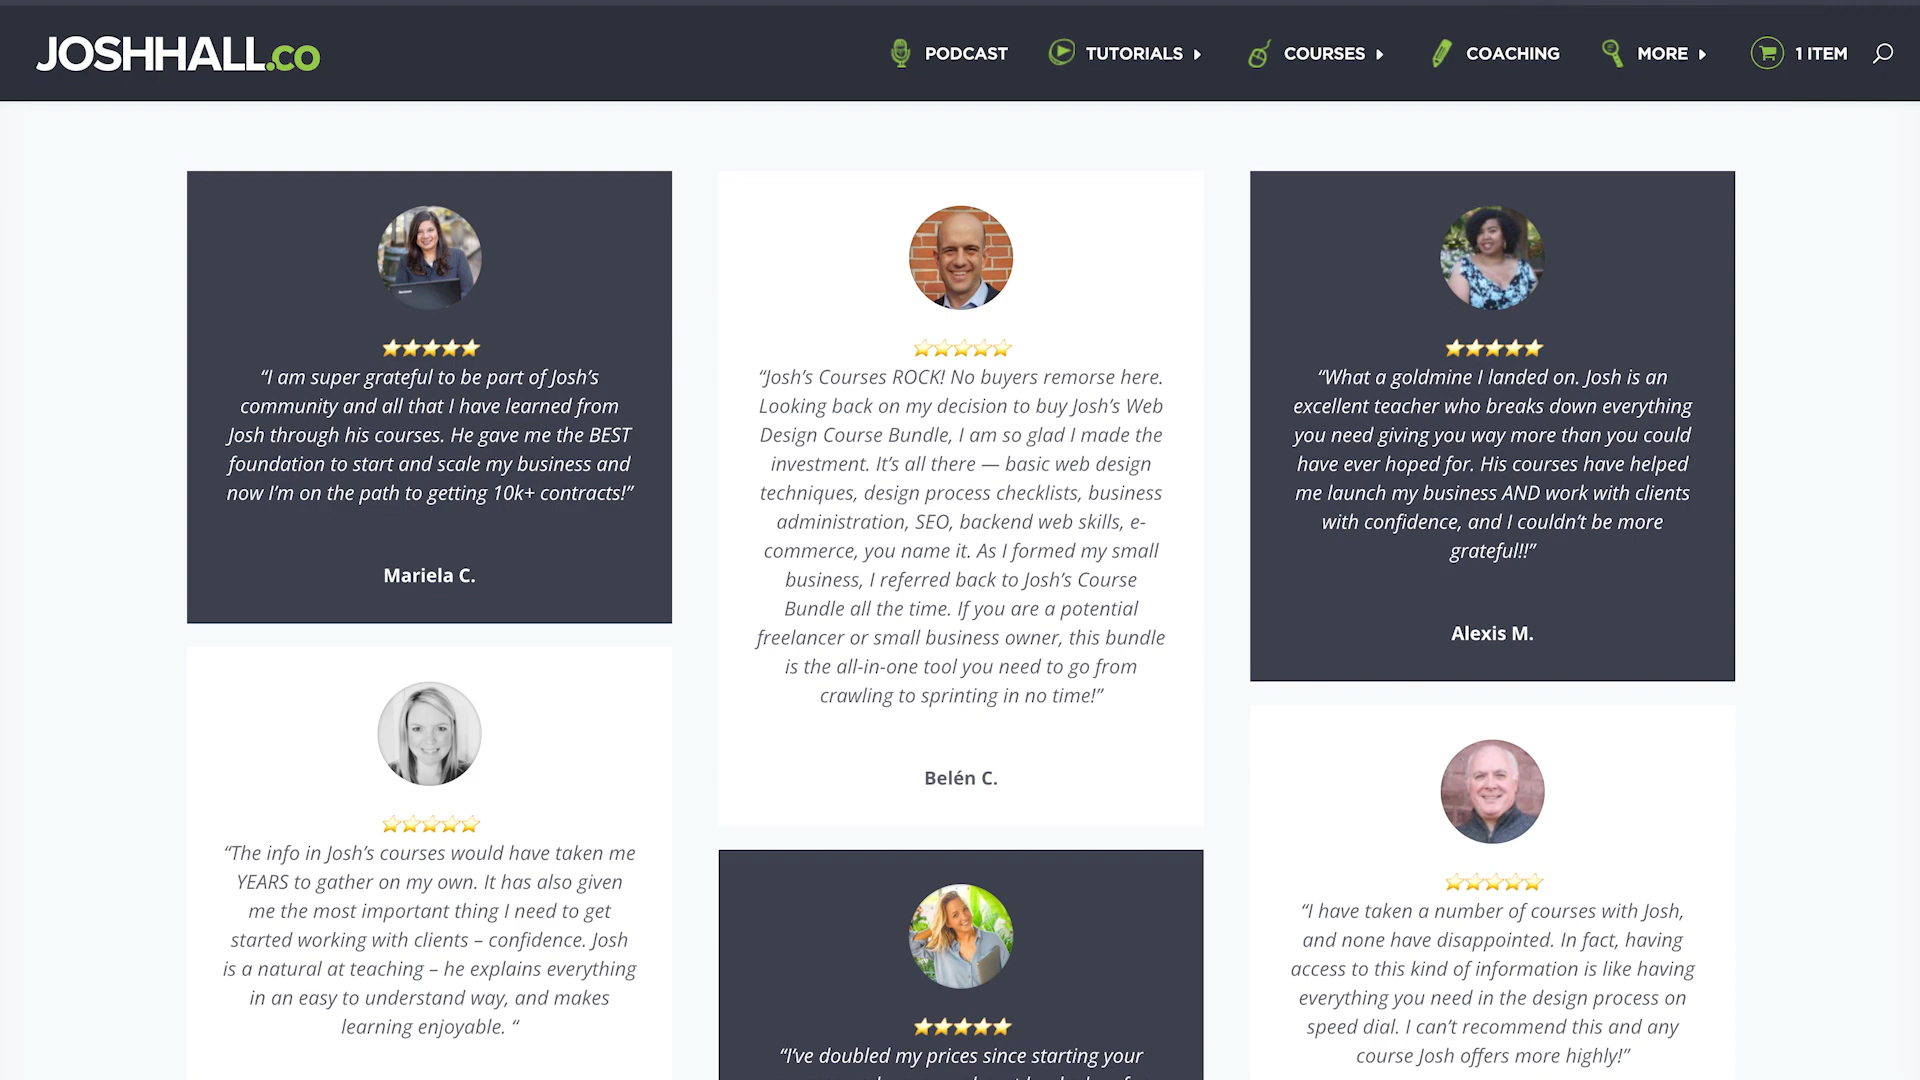 JOSHHALL.co
PODCAST
TUTORIALS
COURSES
COACHING
MORE
1 ITEM
“I am super grateful to be part of Josh’s
community and all that I have learned from
Josh through his courses. He gave me the BEST
foundation to start and scale my business and
now I’m on the path to getting 10k+ contracts!”
Mariela C.
“The info in Josh’s courses would have taken me
YEARS to gather on my own. It has also given
me the most important thing I need to get
started working with clients – confidence. Josh
is a natural at teaching – he explains everything
in an easy to understand way, and makes
learning enjoyable. “
“Josh’s Courses ROCK! No buyers remorse here.
Looking back on my decision to buy Josh’s Web
Design Course Bundle, I am so glad I made the
investment. It’s all there — basic web design
techniques, design process checklists, business
administration, SEO, backend web skills, e-
commerce, you name it. As I formed my small
business, I referred back to Josh’s Course
Bundle all the time. If you are a potential
freelancer or small business owner, this bundle
is the all-in-one tool you need to go from
crawling to sprinting in no time!”
Belén C.
“I’ve doubled my prices since starting your
“What a goldmine I landed on. Josh is an
excellent teacher who breaks down everything
you need giving you way more than you could
have ever hoped for. His courses have helped
me launch my business AND work with clients
with confidence, and I couldn’t be more
grateful!!”
Alexis M.
“I have taken a number of courses with Josh,
and none have disappointed. In fact, having
access to this kind of information is like having
everything you need in the design process on
speed dial. I can’t recommend this and any
course Josh offers more highly!”